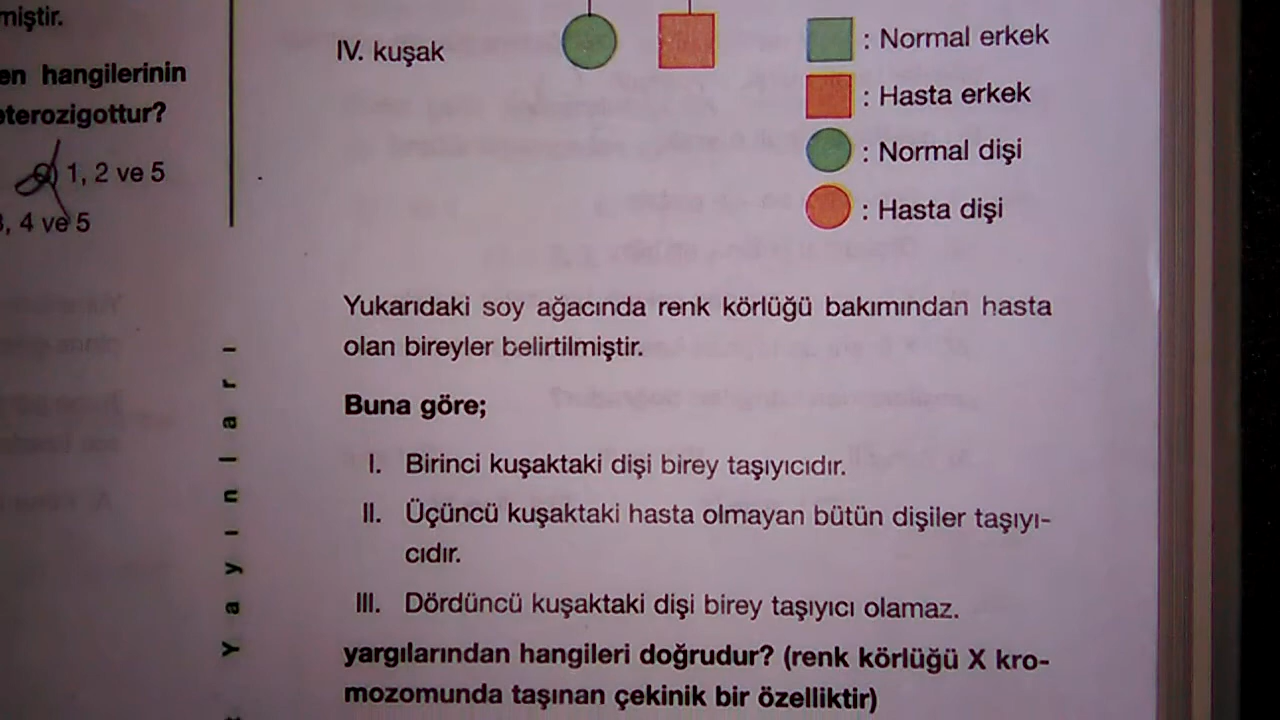 miştir.
en hangilerinin
eterozigottur?
1, 2 ve 5
3, 4 ve 5
Yayınları
IV. kuşak
: Normal erkek
: Hasta erkek
: Normal dişi
: Hasta dişi
Yukarıdaki soy ağacında renk körlüğü bakımından hasta
olan bireyler belirtilmiştir.
Buna göre;
I. Birinci kuşaktaki dişi birey taşıyıcıdır.
II. Üçüncü kuşaktaki hasta olmayan bütün dişiler taşıyı-
cıdır.
III. Dördüncü kuşaktaki dişi birey taşıyıcı olamaz.
yargılarından hangileri doğrudur? (renk körlüğü X kro-
mozomunda taşınan çekinik bir özelliktir)